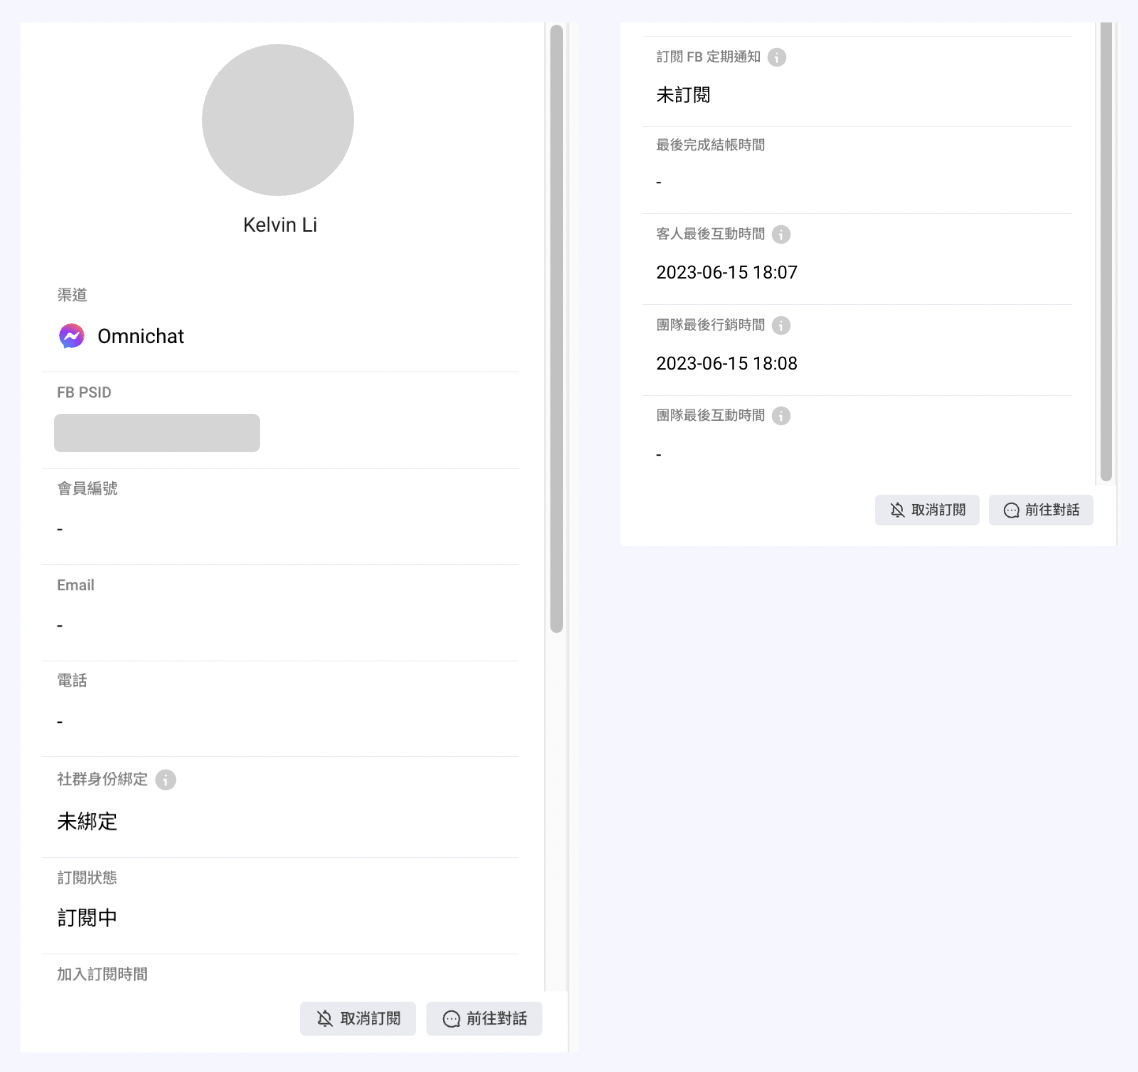 Kelvin Li
渠道
Omnichat
FB PSID
會員編號
-
Email
-
電話
-
社群身份綁定
未綁定
訂閱狀態
訂閱中
加入訂閱時間
取消訂閱
前往對話
訂閱 FB 定期通知
未訂閱
最後完成結帳時間
-
客人最後互動時間
2023-06-15 18:07
團隊最後行銷時間
2023-06-15 18:08
團隊最後互動時間
-
取消訂閱
前往對話